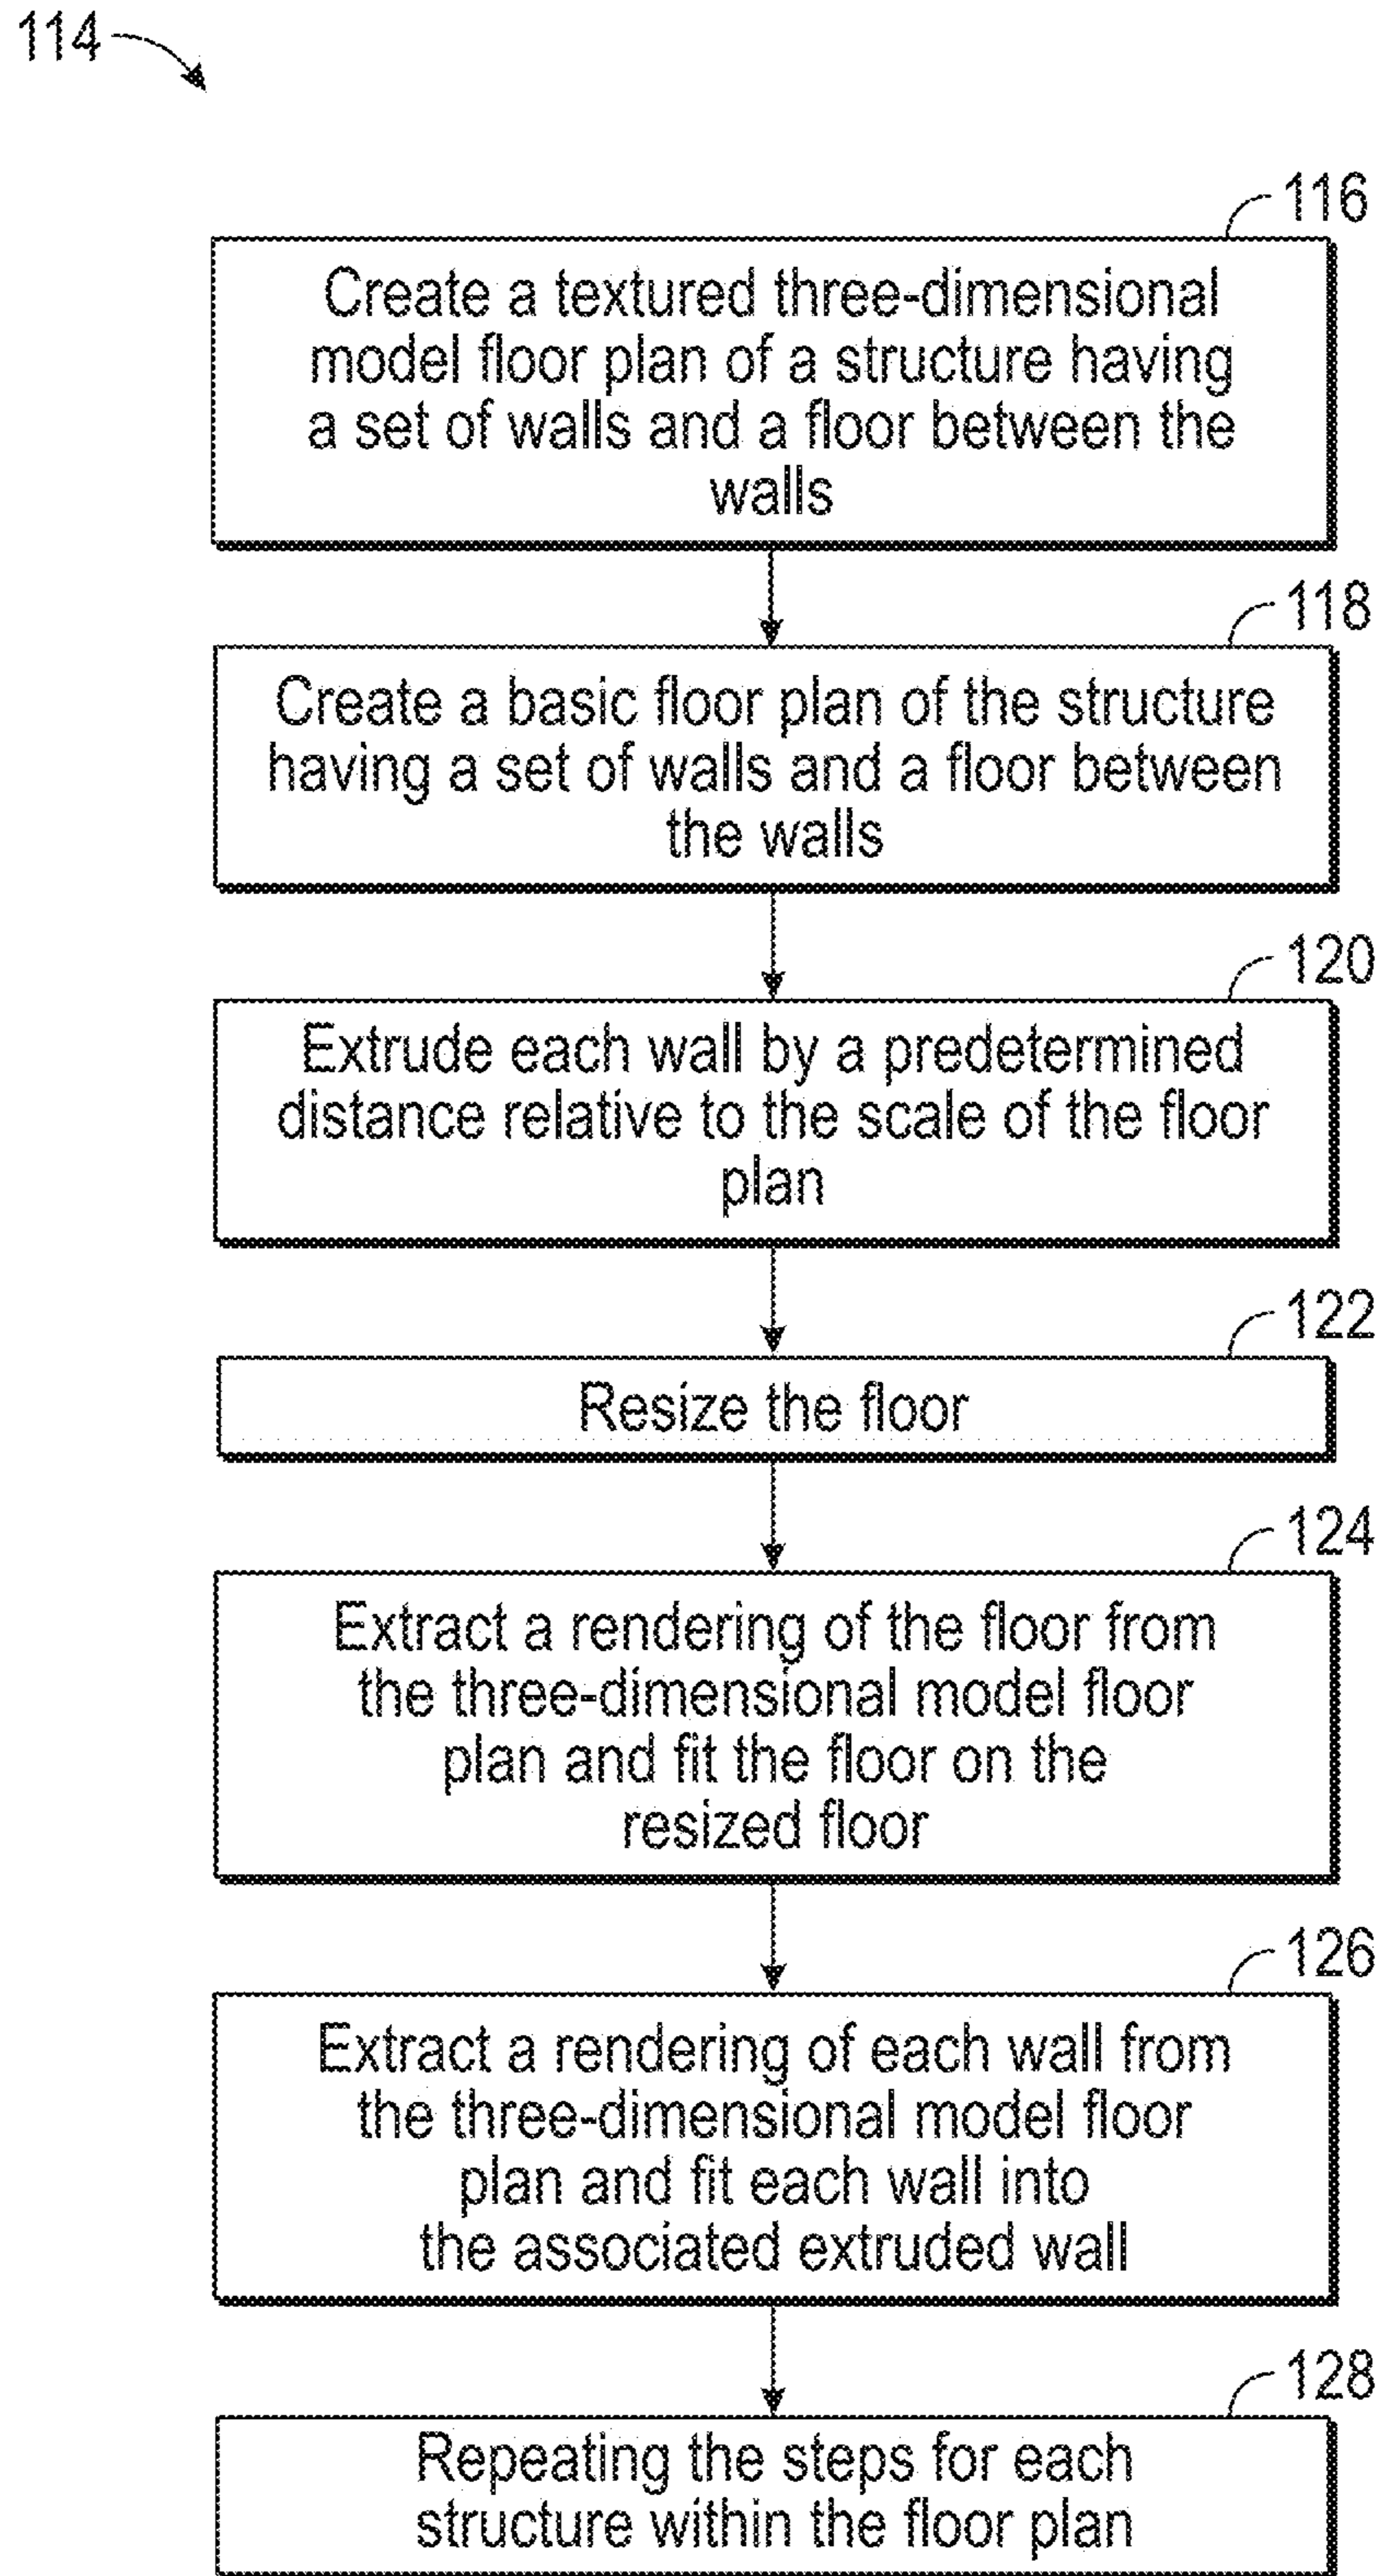 114
116
Create a textured three-dimensional
model floor plan of a structure having
a set of walls and a floor between the
walls
118
Create a basic floor plan of the structure
having a set of walls and a floor between
the walls
120
Extrude each wall by a predetermined
distance relative to the scale of the floor
plan
122
Resize the floor
124
Extract a rendering of the floor from
the three-dimensional model floor
plan and fit the floor on the
resized floor
126
Extract a rendering of each wall from
the three-dimensional model floor
plan and fit each wall into
the associated extruded wall
128
Repeating the steps for each
structure within the floor plan